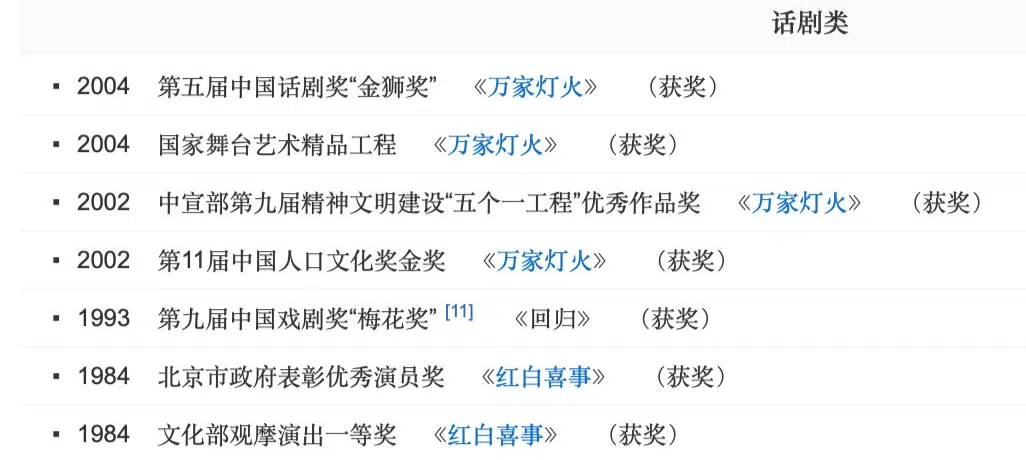 话剧类
▪ 2004 第五届中国话剧奖“金狮奖” 《万家灯火》 （获奖）
▪ 2004 国家舞台艺术精品工程 《万家灯火》 （获奖）
▪ 2002 中宣部第九届精神文明建设“五个一工程”优秀作品奖 《万家灯火》 （获奖）
▪ 2002 第11届中国人口文化奖金奖 《万家灯火》 （获奖）
▪ 1993 第九届中国戏剧奖“梅花奖” [11] 《回归》 （获奖）
▪ 1984 北京市政府表彰优秀演员奖 《红白喜事》 （获奖）
▪ 1984 文化部观摩演出一等奖 《红白喜事》 （获奖）